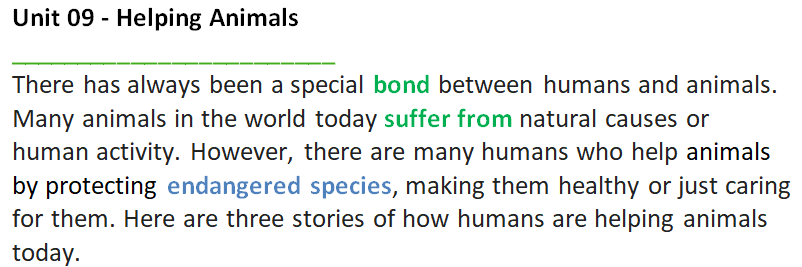 Unit 09 - Helping Animals
________________________
There has always been a special bond between humans and animals.
Many animals in the world today suffer from natural causes or
human activity. However, there are many humans who help animals
by protecting endangered species, making them healthy or just caring
for them. Here are three stories of how humans are helping animals
today.